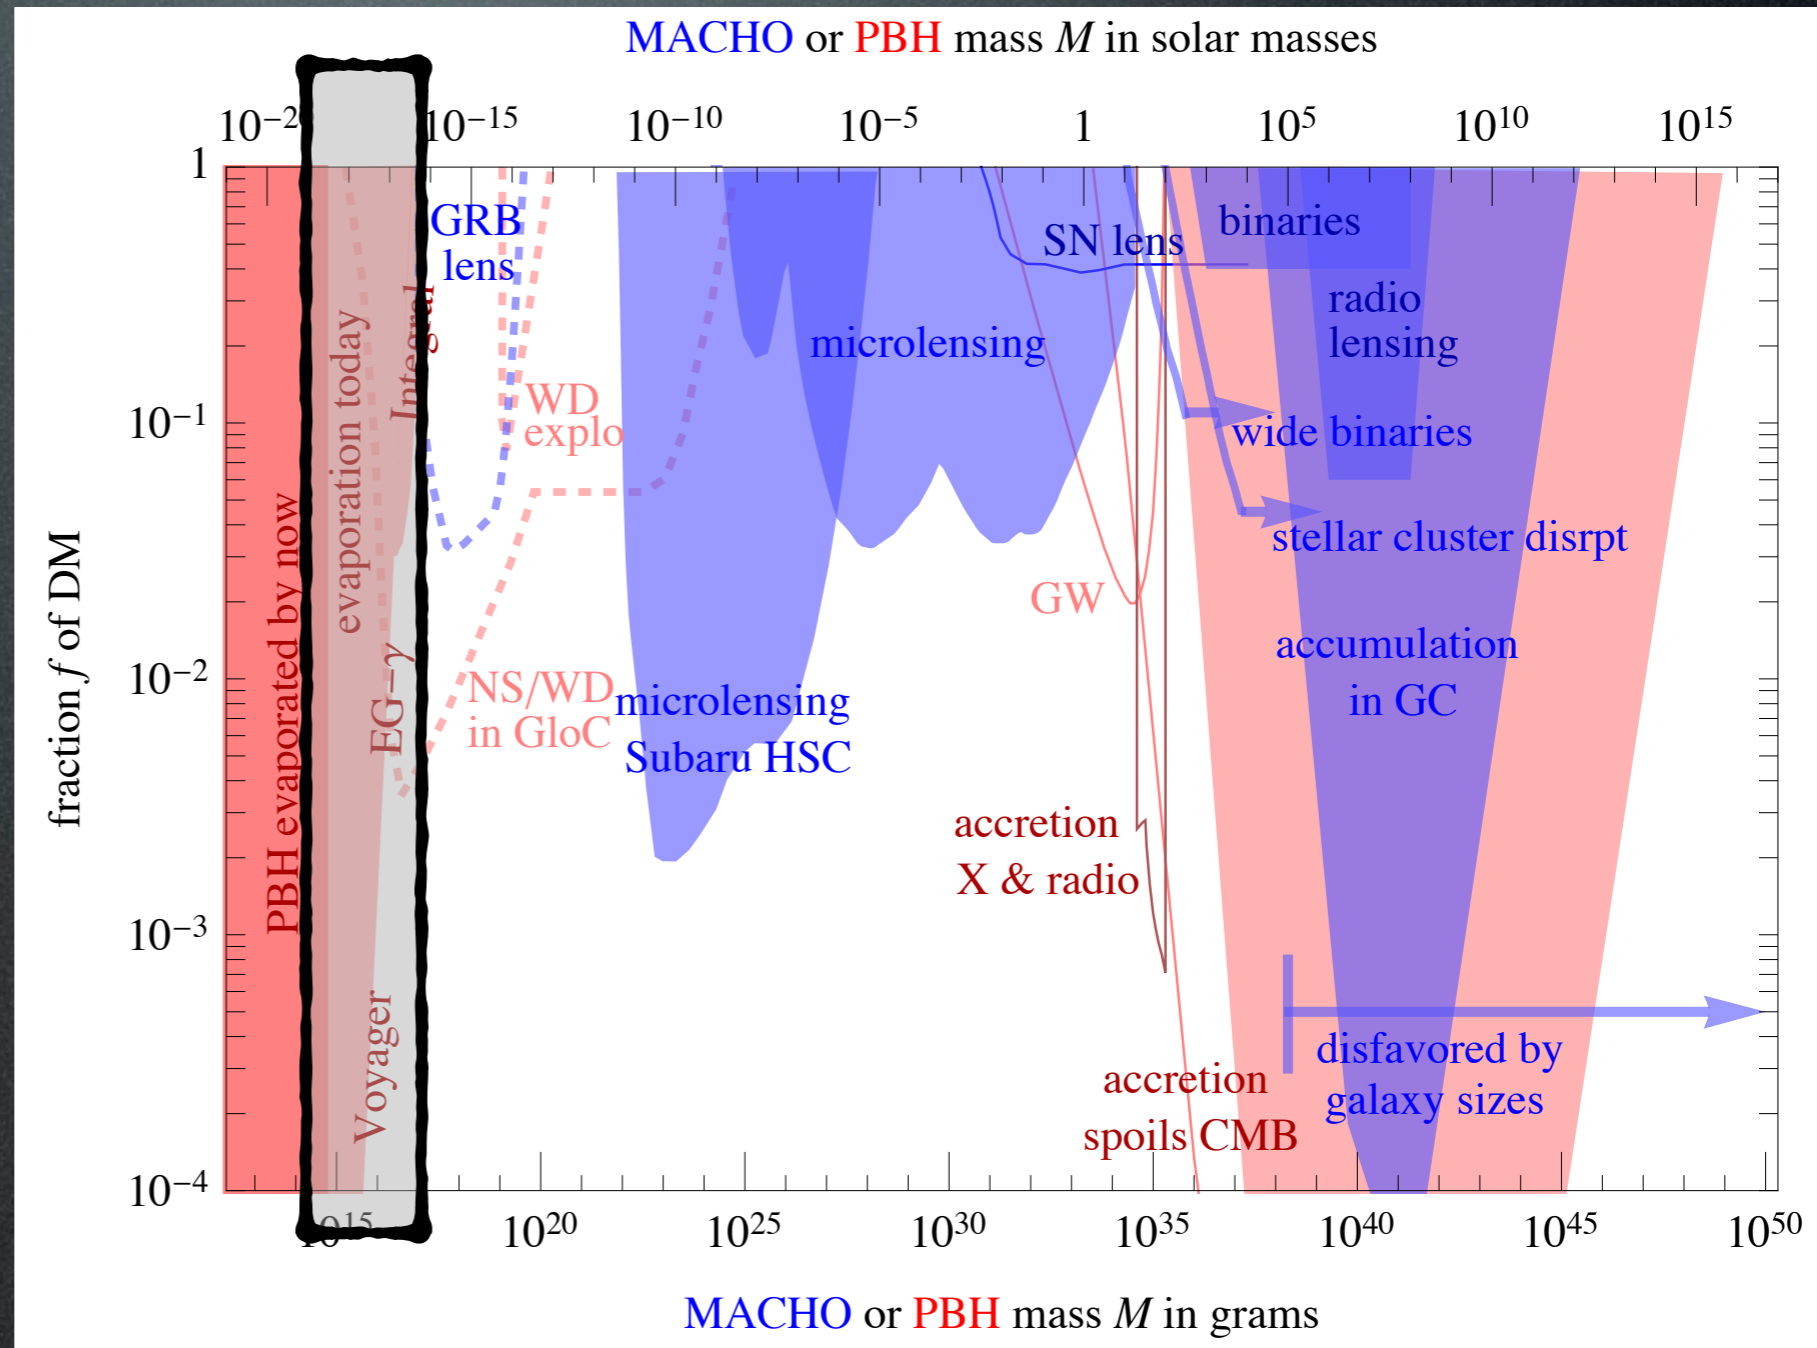 MACHO or PBH mass M in solar masses
10⁻²
10⁻¹⁵
10⁻¹⁰
10⁻⁵
1
10⁵
10¹⁰
10¹⁵
1
10⁻¹
10⁻²
10⁻³
10⁻⁴
fraction f of DM
PBH evaporated by now
evaporation today
Integral
EG-γ
Voyager
GRB
lens
WD
explo
NS/WD
in GloC
microlensing
Subaru HSC
microlensing
SN lens
GW
accretion
X & radio
accretion
spoils CMB
binaries
radio
lensing
wide binaries
stellar cluster disrpt
accumulation
in GC
disfavored by
galaxy sizes
10¹⁵
10²⁰
10²⁵
10³⁰
10³⁵
10⁴⁰
10⁴⁵
10⁵⁰
MACHO or PBH mass M in grams